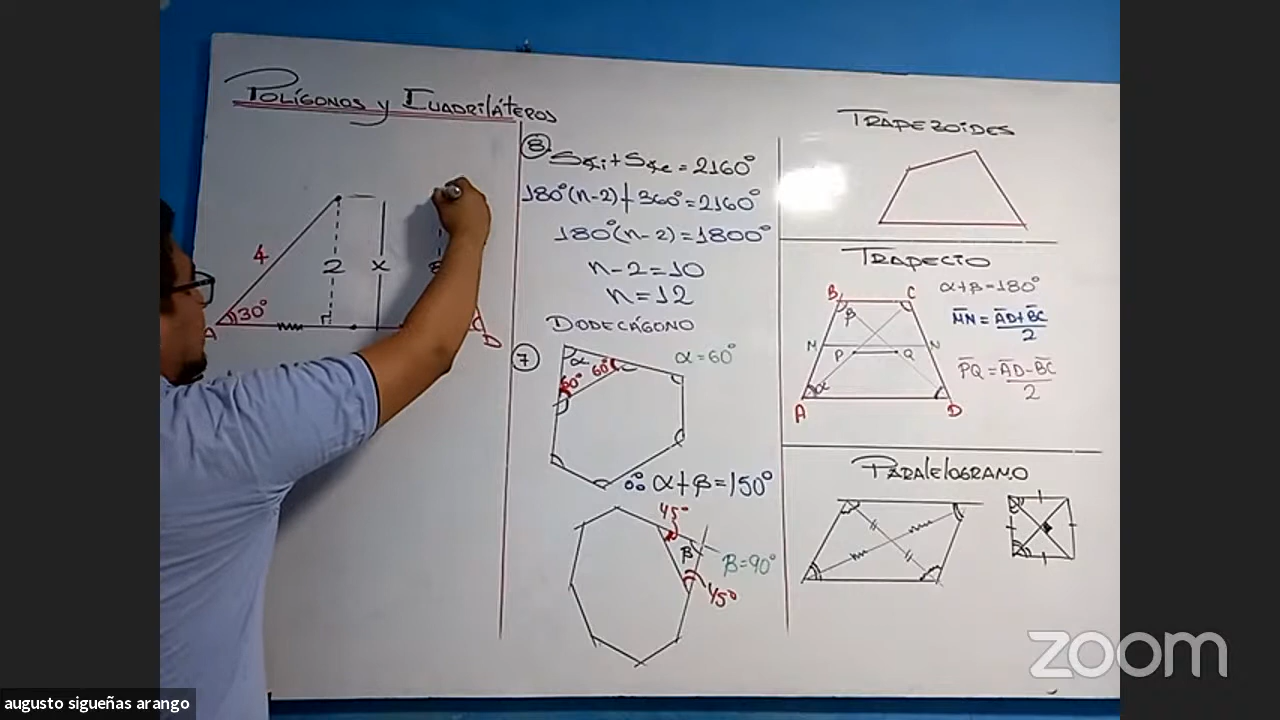 POLÍGONOS y CUADRILÁTEROS
4
2
x
A
30°
D
8.
S∢i + S∢e = 2160°
180°(n-2) + 360° = 2160°
180°(n-2) = 1800°
n-2 = 10
n = 12
DODECÁGONO
7
α
60°
60°
α = 60°
∴ α + β = 150°
45°
β
β = 90°
45°
TRAPEZOIDES
TRAPECIO
B
C
β
M
N
P
Q
α
A
D
α+β = 180°
MN = AD+BC
2
PQ = AD-BC
2
PARALELOGRAMO
zoom
augusto sigueñas arango